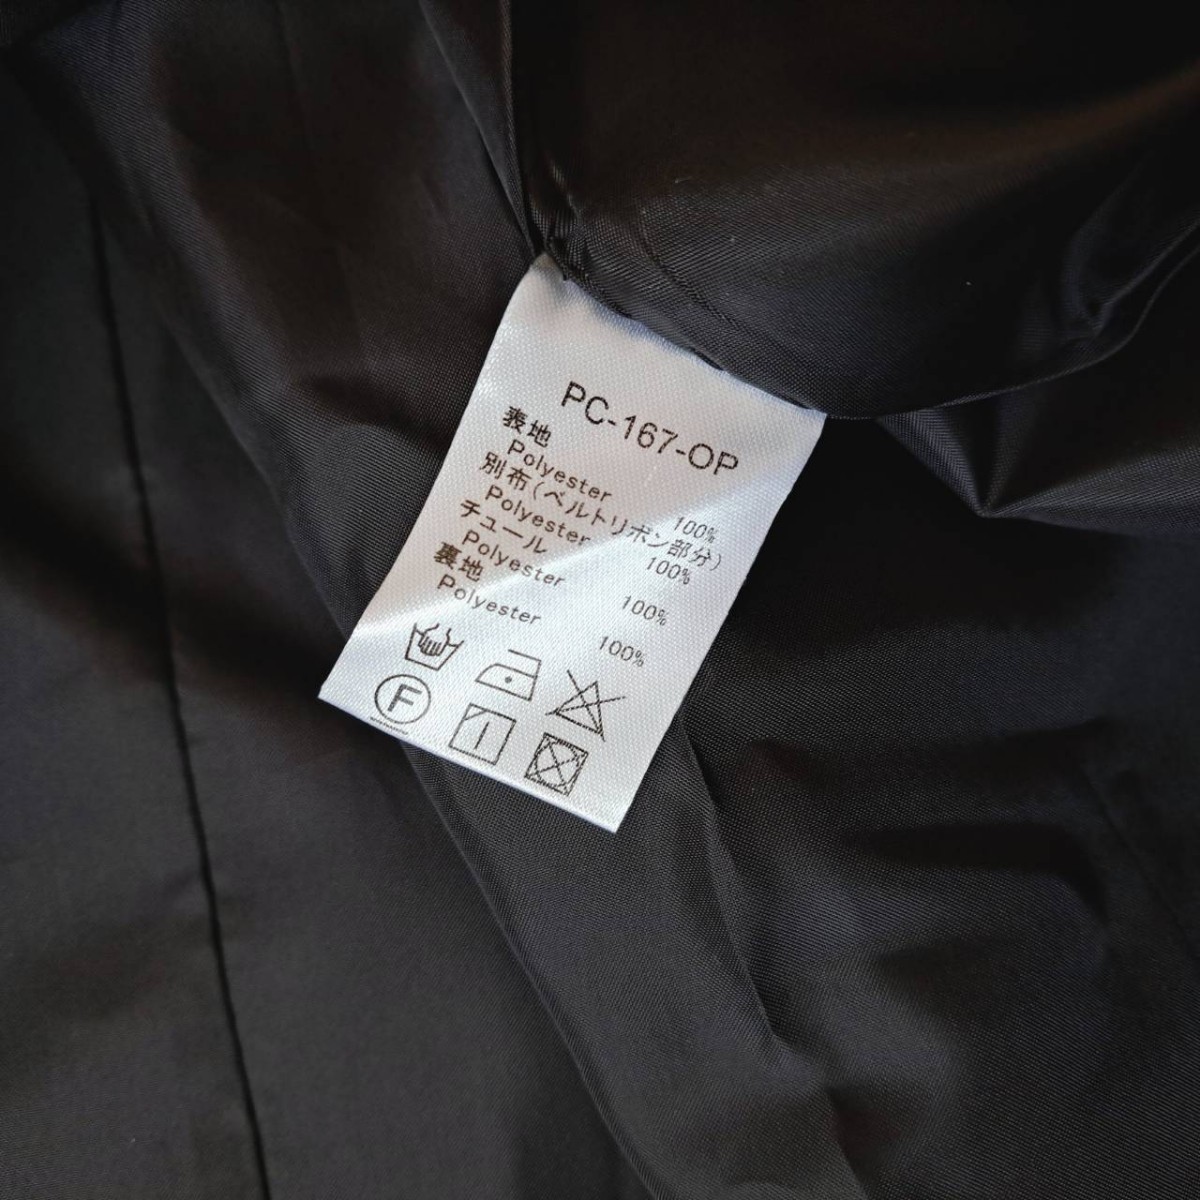 PC-167-OP
表地
Polyester 100%
別布(ベルトリボン部分)
Polyester 100%
チュール
Polyester 100%
裏地
Polyester 100%
F